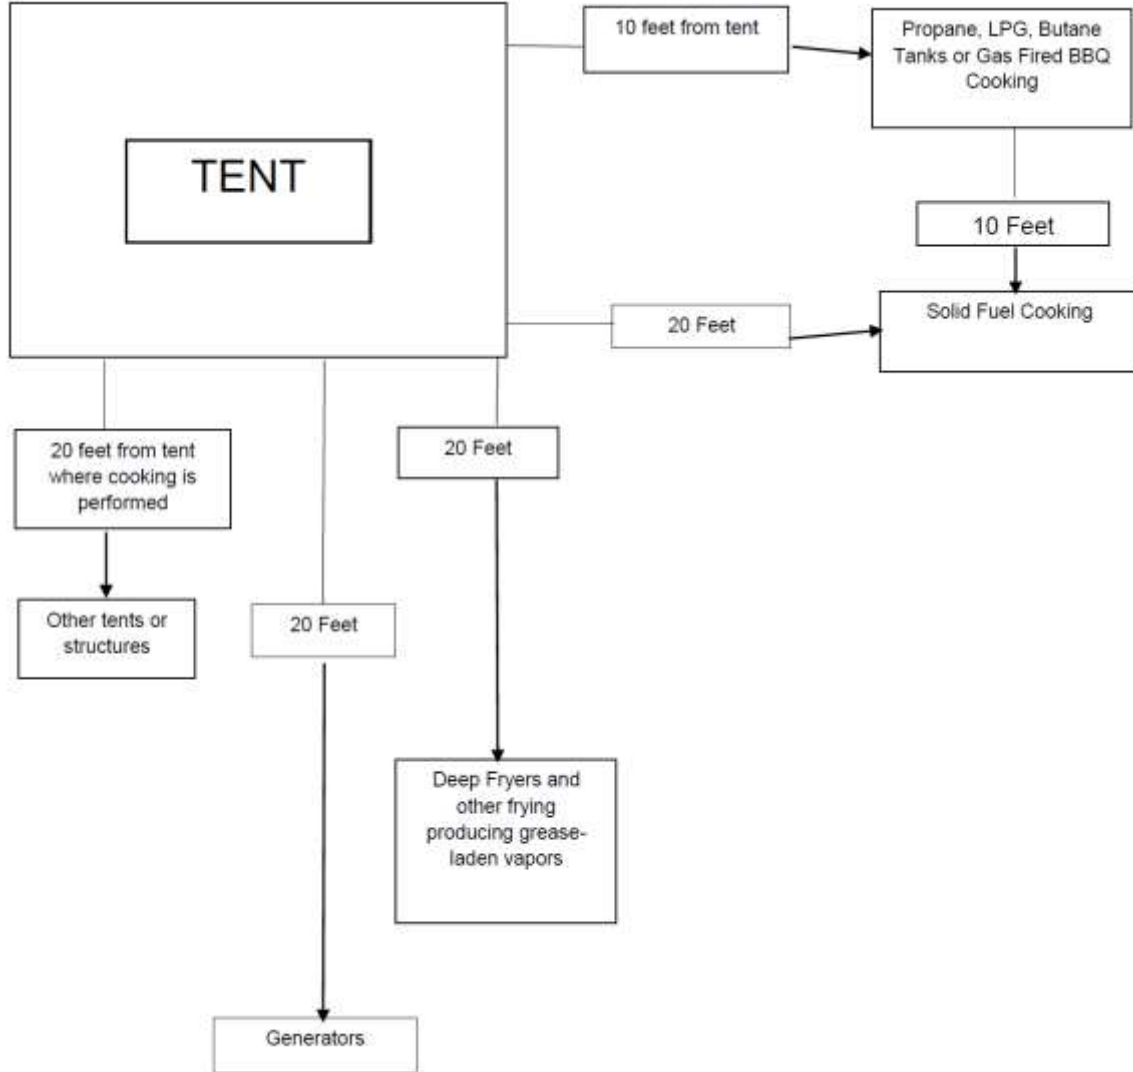 10 feet from tent
Propane, LPG, Butane
Tanks or Gas Fired BBQ
Cooking
TENT
10 Feet
20 Feet
Solid Fuel Cooking
20 feet from tent
where cooking is
performed
20 Feet
Other tents or
structures
20 Feet
Deep Fryers and
other frying
producing grease-
laden vapors
Generators